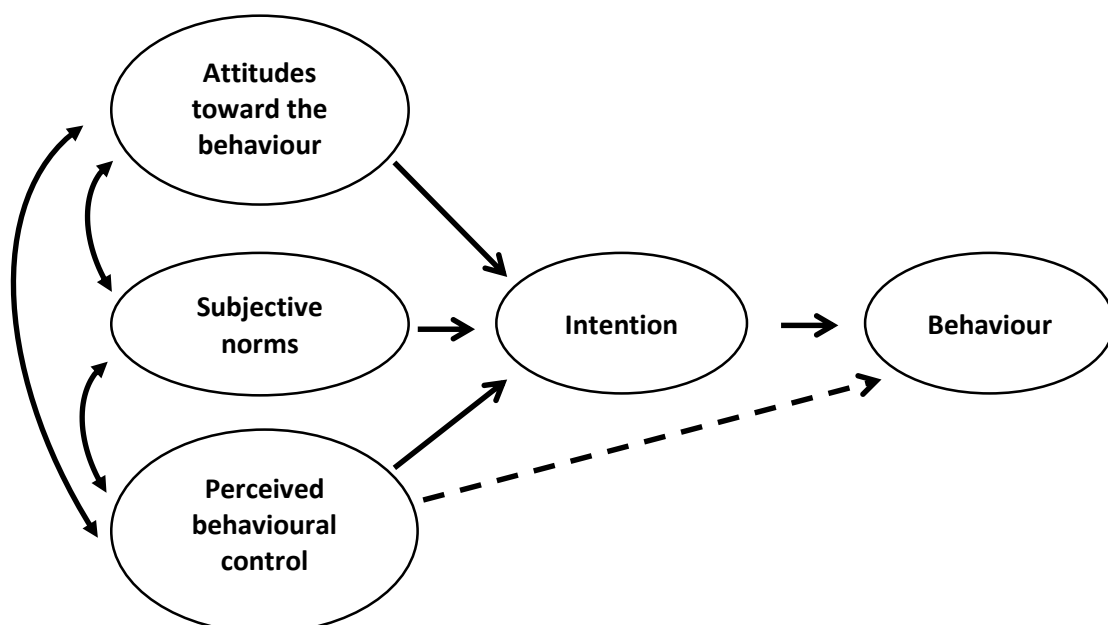 Attitudes
toward the
behaviour
Subjective
norms
Intention
Behaviour
Perceived
behavioural
control